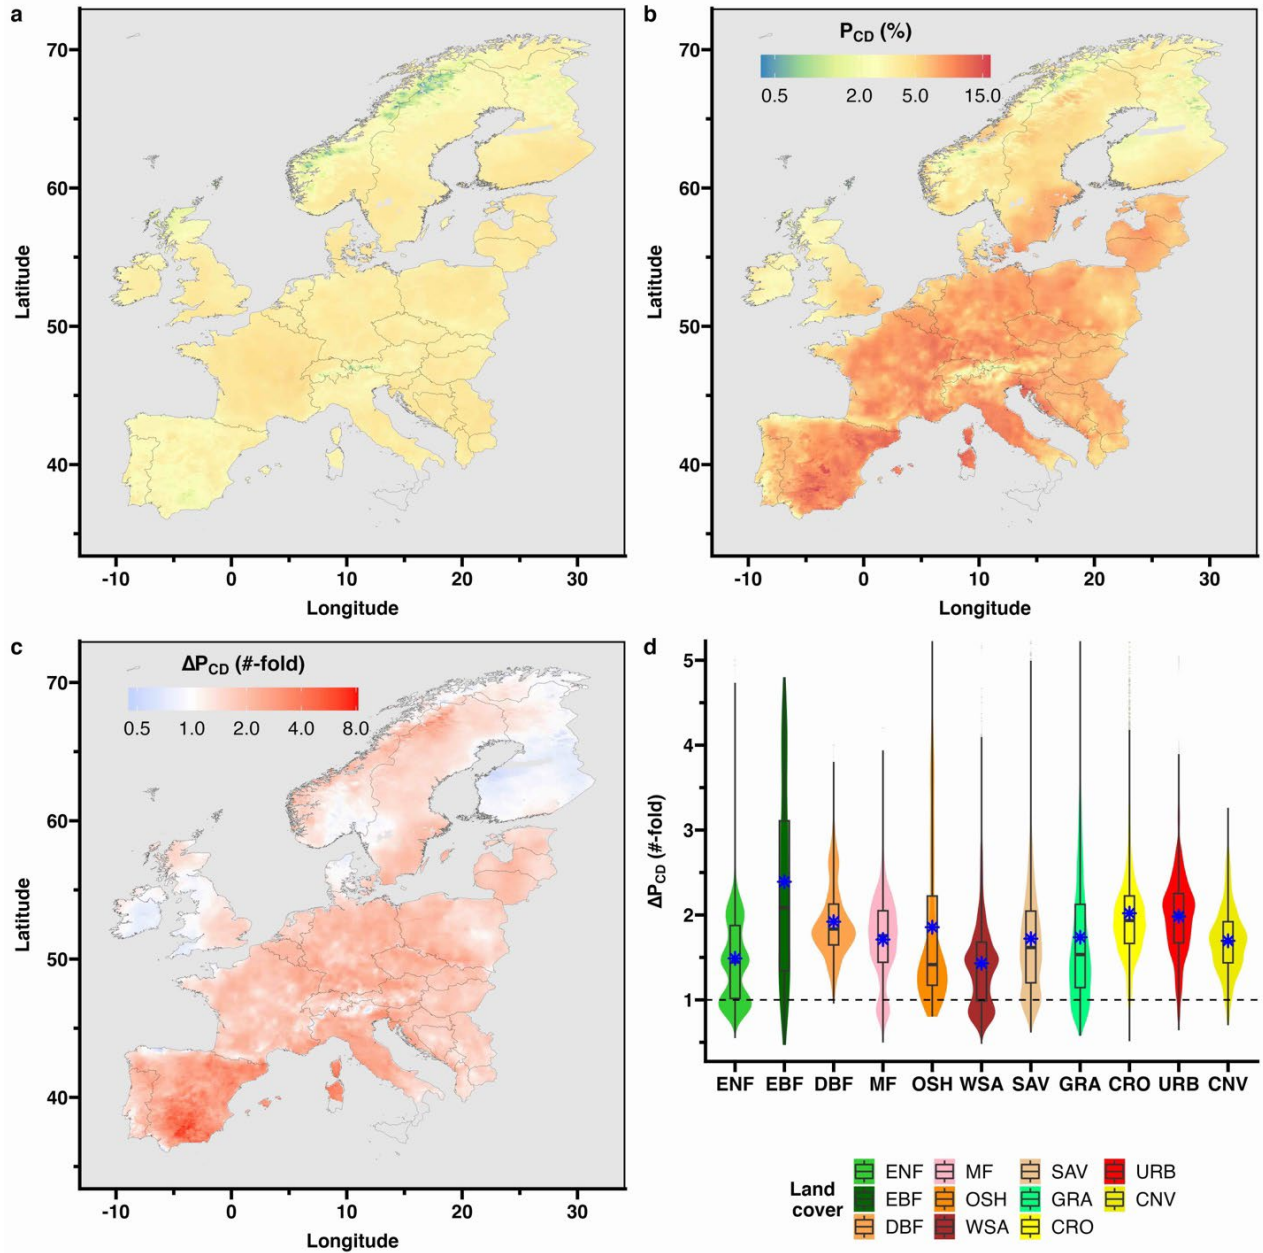 a
70
60
50
40
Latitude
-10 0 10 20 30
Longitude
b
P_CD (%)
0.5 2.0 5.0 15.0
70
60
50
40
Latitude
-10 0 10 20 30
Longitude
c
ΔP_CD (#-fold)
0.5 1.0 2.0 4.0 8.0
70
60
50
40
Latitude
-10 0 10 20 30
Longitude
d
5
4
3
2
1
ΔP_CD (#-fold)
ENF EBF DBF MF OSH WSA SAV GRA CRO URB CNV
Land
cover
ENF MF SAV URB
EBF OSH GRA CNV
DBF WSA CRO